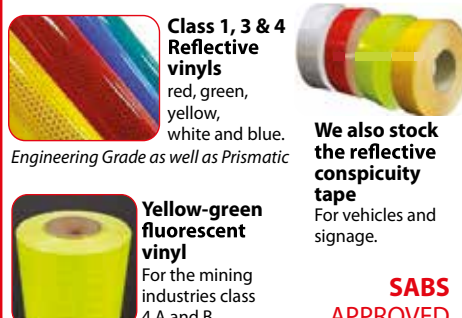 Class 1, 3 & 4
Reflective
vinyls
red, green,
yellow,
white and blue.
Engineering Grade as well as Prismatic
We also stock
the reflective
conspicuity
tape
For vehicles and
signage.
Yellow-green
fluorescent
vinyl
For the mining
industries class
4 A and B
SABS
APPROVED